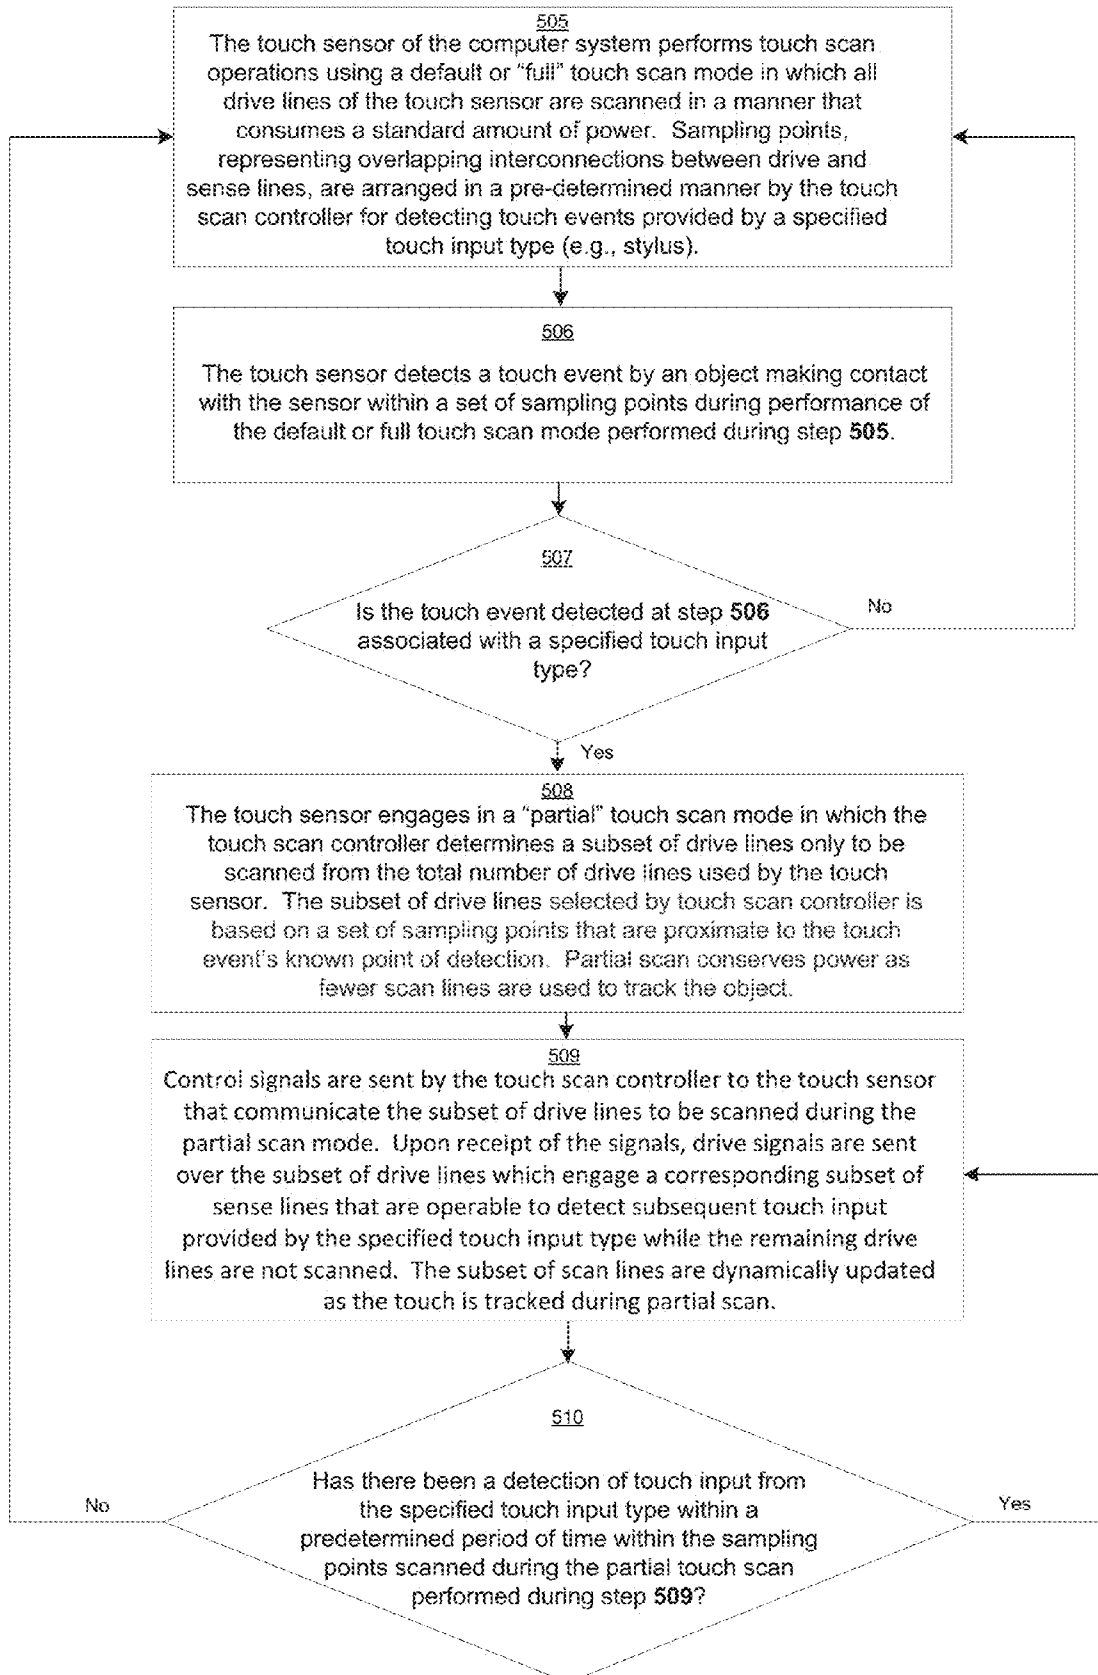 505
The touch sensor of the computer system performs touch scan
operations using a default or “full” touch scan mode in which all
drive lines of the touch sensor are scanned in a manner that
consumes a standard amount of power.  Sampling points,
representing overlapping interconnections between drive and
sense lines, are arranged in a pre-determined manner by the touch
scan controller for detecting touch events provided by a specified
touch input type (e.g., stylus).
506
The touch sensor detects a touch event by an object making contact
with the sensor within a set of sampling points during performance of
the default or full touch scan mode performed during step 505.
507
Is the touch event detected at step 506
associated with a specified touch input
type?
No
Yes
508
The touch sensor engages in a “partial” touch scan mode in which the
touch scan controller determines a subset of drive lines only to be
scanned from the total number of drive lines used by the touch
sensor.  The subset of drive lines selected by touch scan controller is
based on a set of sampling points that are proximate to the touch
event's known point of detection.  Partial scan conserves power as
fewer scan lines are used to track the object.
509
Control signals are sent by the touch scan controller to the touch sensor
that communicate the subset of drive lines to be scanned during the
partial scan mode.  Upon receipt of the signals, drive signals are sent
over the subset of drive lines which engage a corresponding subset of
sense lines that are operable to detect subsequent touch input
provided by the specified touch input type while the remaining drive
lines are not scanned.  The subset of scan lines are dynamically updated
as the touch is tracked during partial scan.
510
Has there been a detection of touch input from
the specified touch input type within a
predetermined period of time within the sampling
points scanned during the partial touch scan
performed during step 509?
No
Yes